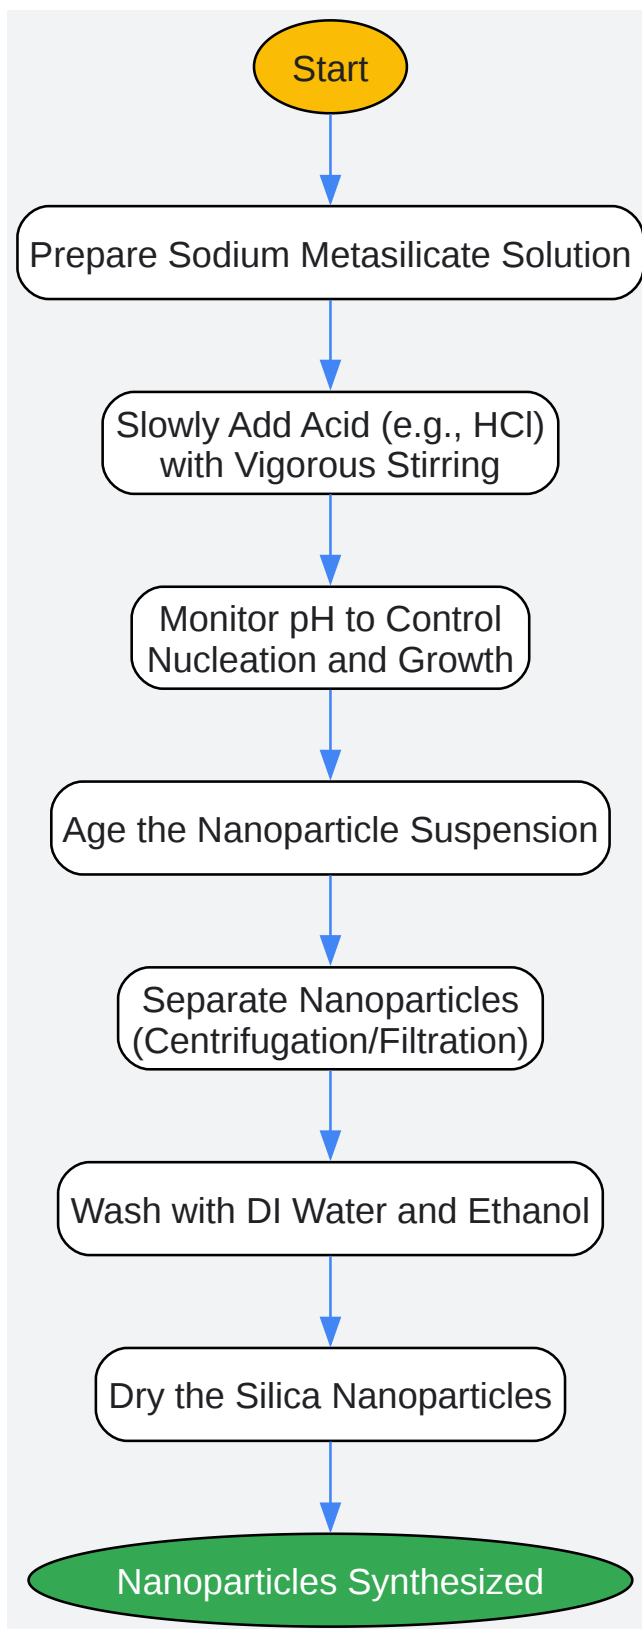 Start
Prepare Sodium Metasilicate Solution
Slowly Add Acid (e.g., HCl)
with Vigorous Stirring
Monitor pH to Control
Nucleation and Growth
Age the Nanoparticle Suspension
Separate Nanoparticles
(Centrifugation/Filtration)
Wash with DI Water and Ethanol
Dry the Silica Nanoparticles
Nanoparticles Synthesized